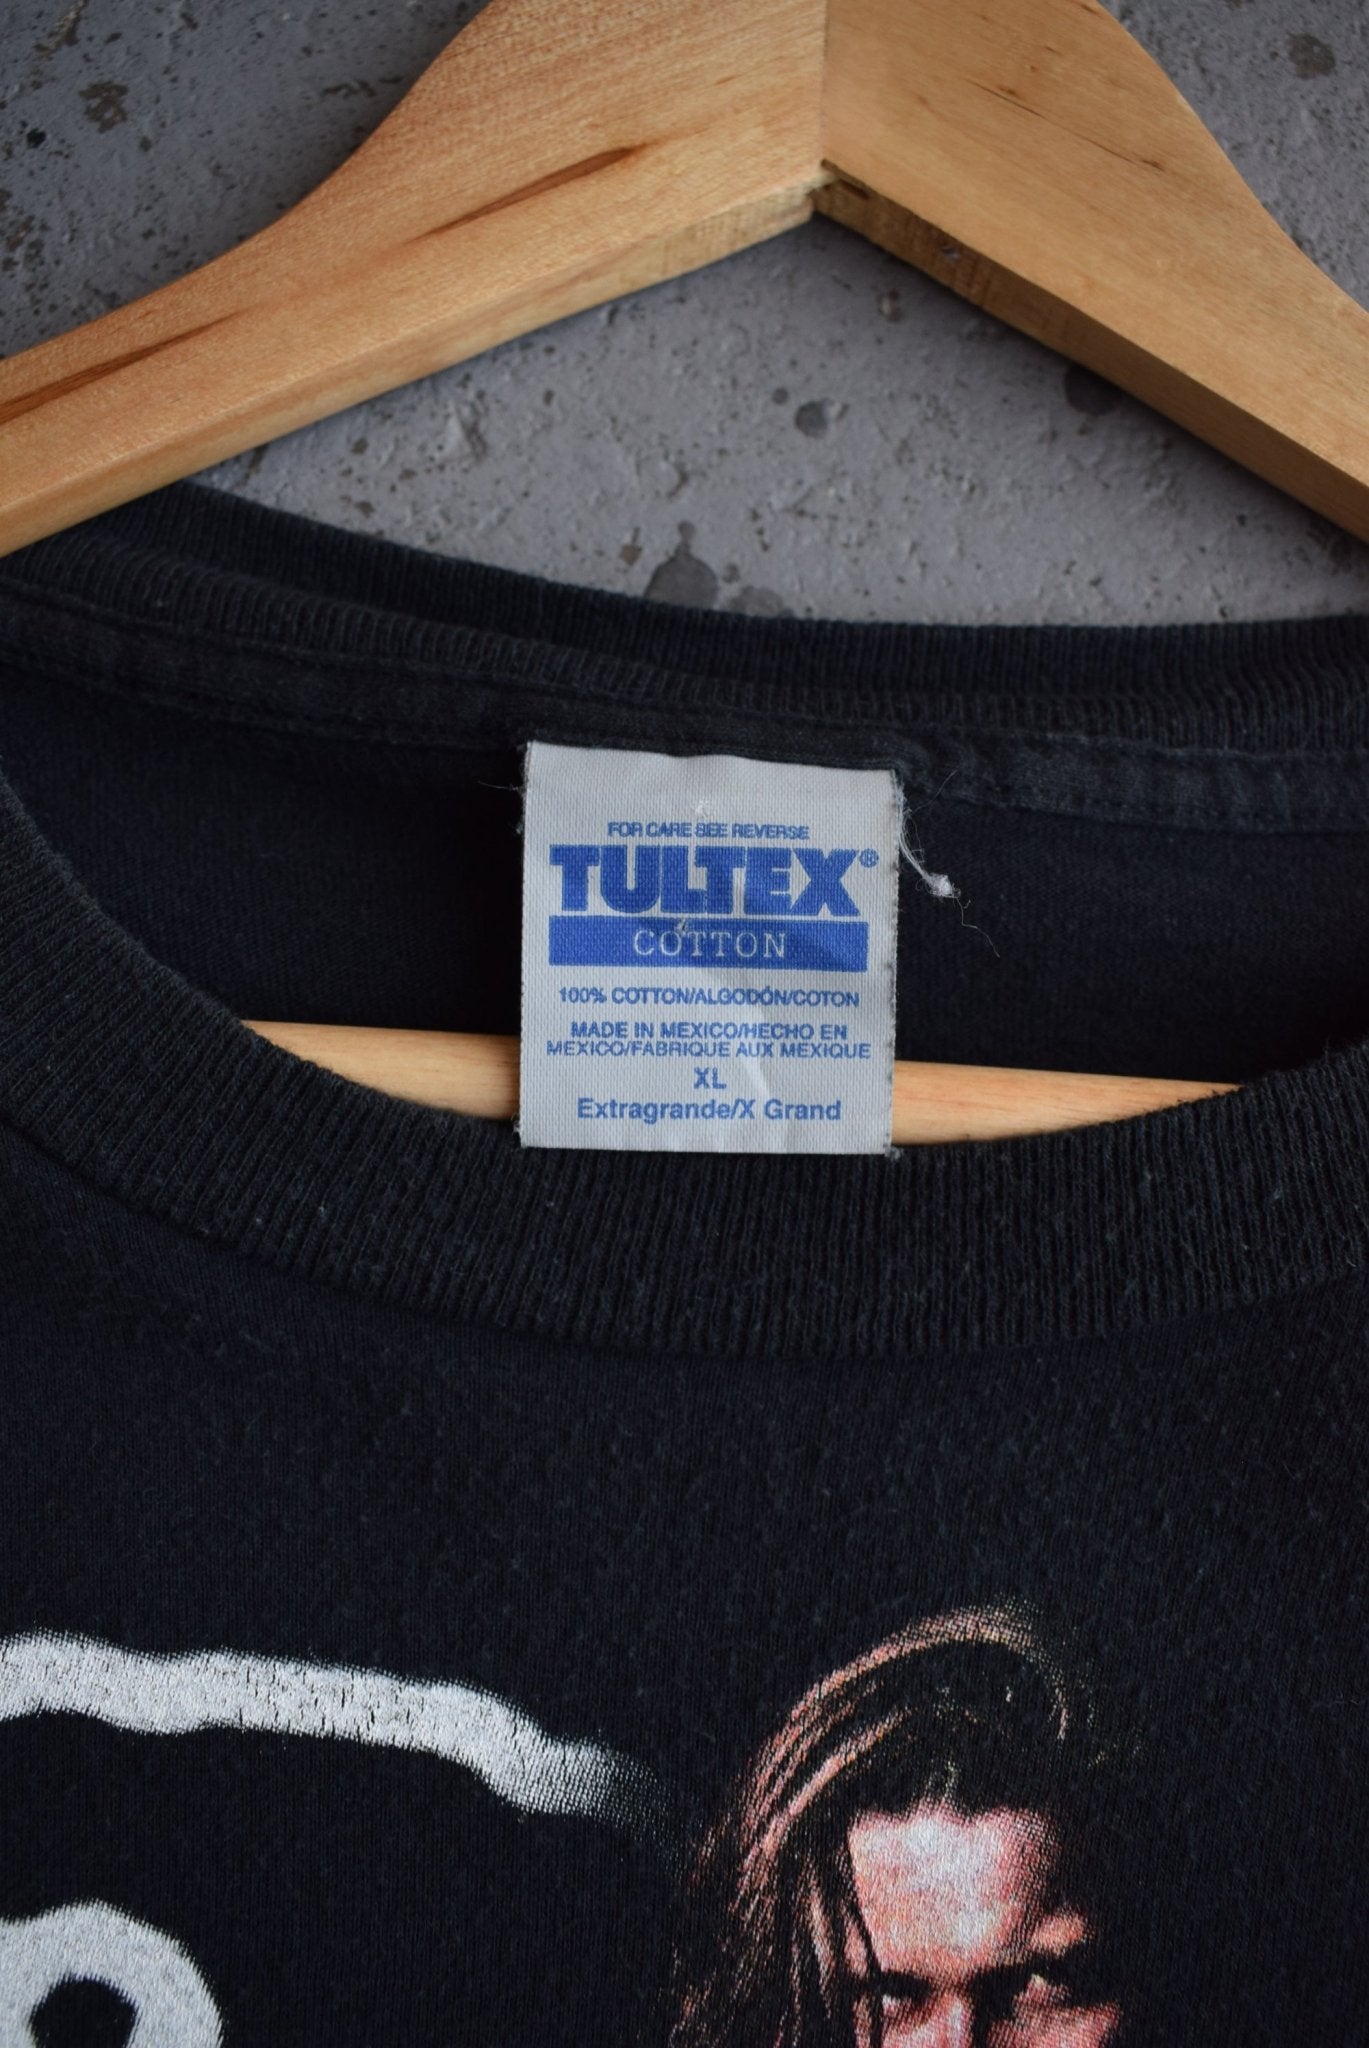 FOR CARE SEE REVERSE
TULTEX®
COTTON
100% COTTON/ALGODÓN/COTON
MADE IN MEXICO/HECHO EN
MEXICO/FABRIQUE AUX MEXIQUE
XL
Extragrande/X Grand